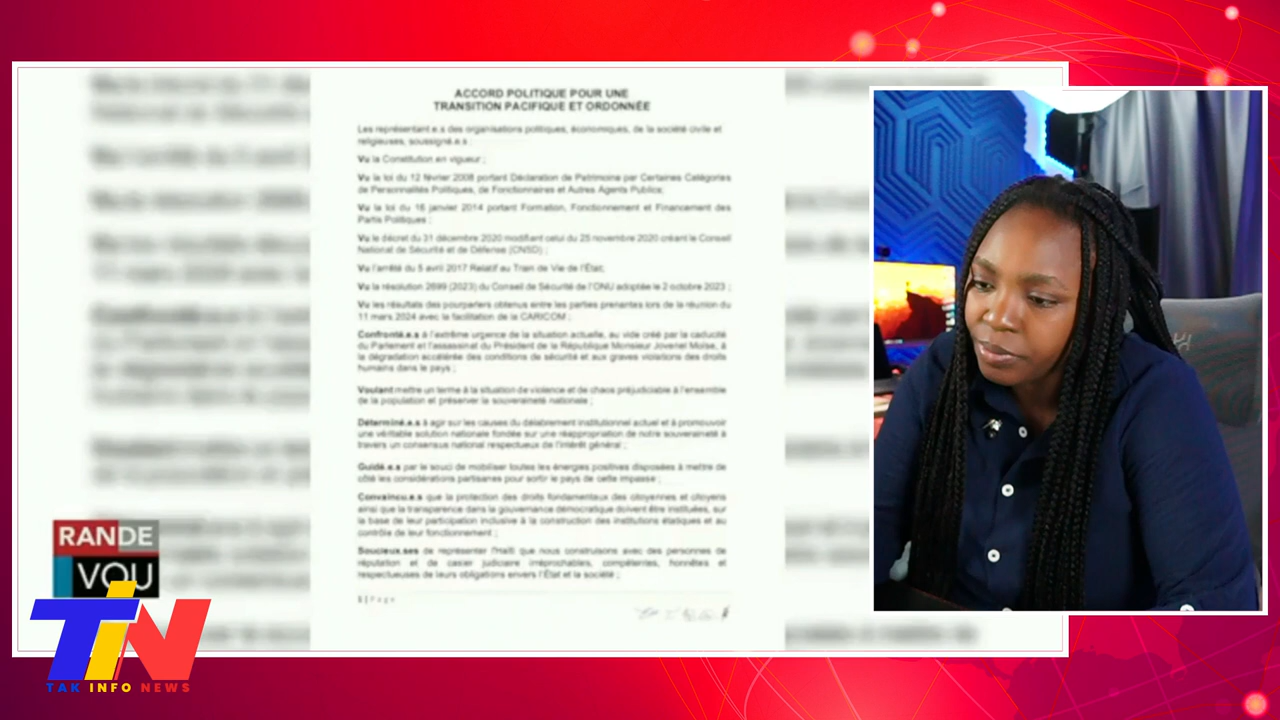 ACCORD POLITIQUE POUR UNE
TRANSITION PACIFIQUE ET ORDONNÉE
Les représentant.e.s des organisations politiques, économiques, de la société civile et
religieuses, soussigné.e.s :
Vu la Constitution en vigueur ;
Vu la loi du 12 février 2008 portant Déclaration de Patrimoine par Certaines Catégories
de Personnalités Politiques, de Fonctionnaires et Autres Agents Publics;
Vu la loi du 16 janvier 2014 portant Formation, Fonctionnement et Financement des
Partis Politiques ;
Vu le décret du 31 décembre 2020 modifiant celui du 25 novembre 2020 créant le Conseil
National de Sécurité et de Défense (CNSD) ;
Vu l'arrêté du 5 avril 2017 Relatif au Train de Vie de l'État;
Vu la résolution 2699 (2023) du Conseil de Sécurité de l'ONU adoptée le 2 octobre 2023 ;
Vu les résultats des pourparlers obtenus entre les parties prenantes lors de la réunion du
11 mars 2024 avec la facilitation de la CARICOM ;
Confronté.e.s à l'extrême urgence de la situation actuelle, au vide créé par la caducité
du Parlement et l'assassinat du Président de la République Monsieur Jovenel Moïse, à
la dégradation accélérée des conditions de sécurité et aux graves violations des droits
humains dans le pays ;
Voulant mettre un terme à la situation de violence et de chaos préjudiciable à l'ensemble
de la population et préserver la souveraineté nationale ;
Déterminé.e.s à agir sur les causes du délabrement institutionnel actuel et à promouvoir
une véritable solution nationale fondée sur une réappropriation de notre souveraineté à
travers un consensus national respectueux de l'intérêt général ;
Guidé.e.s par le souci de mobiliser toutes les énergies positives disposées à mettre de
côté les considérations partisanes pour sortir le pays de cette impasse ;
Convaincu.e.s que la protection des droits fondamentaux des citoyennes et citoyens
ainsi que la transparence dans la gouvernance démocratique doivent être instituées, sur
la base de leur participation inclusive à la construction des institutions étatiques et au
contrôle de leur fonctionnement ;
Soucieux.ses de représenter l'Haïti que nous construisons avec des personnes de
réputation et de casier judiciaire irréprochables, compétentes, honnêtes et
respectueuses de leurs obligations envers l'État et la société ;
1 | Page
RANDE
VOU
TIN
TAK INFO NEWS